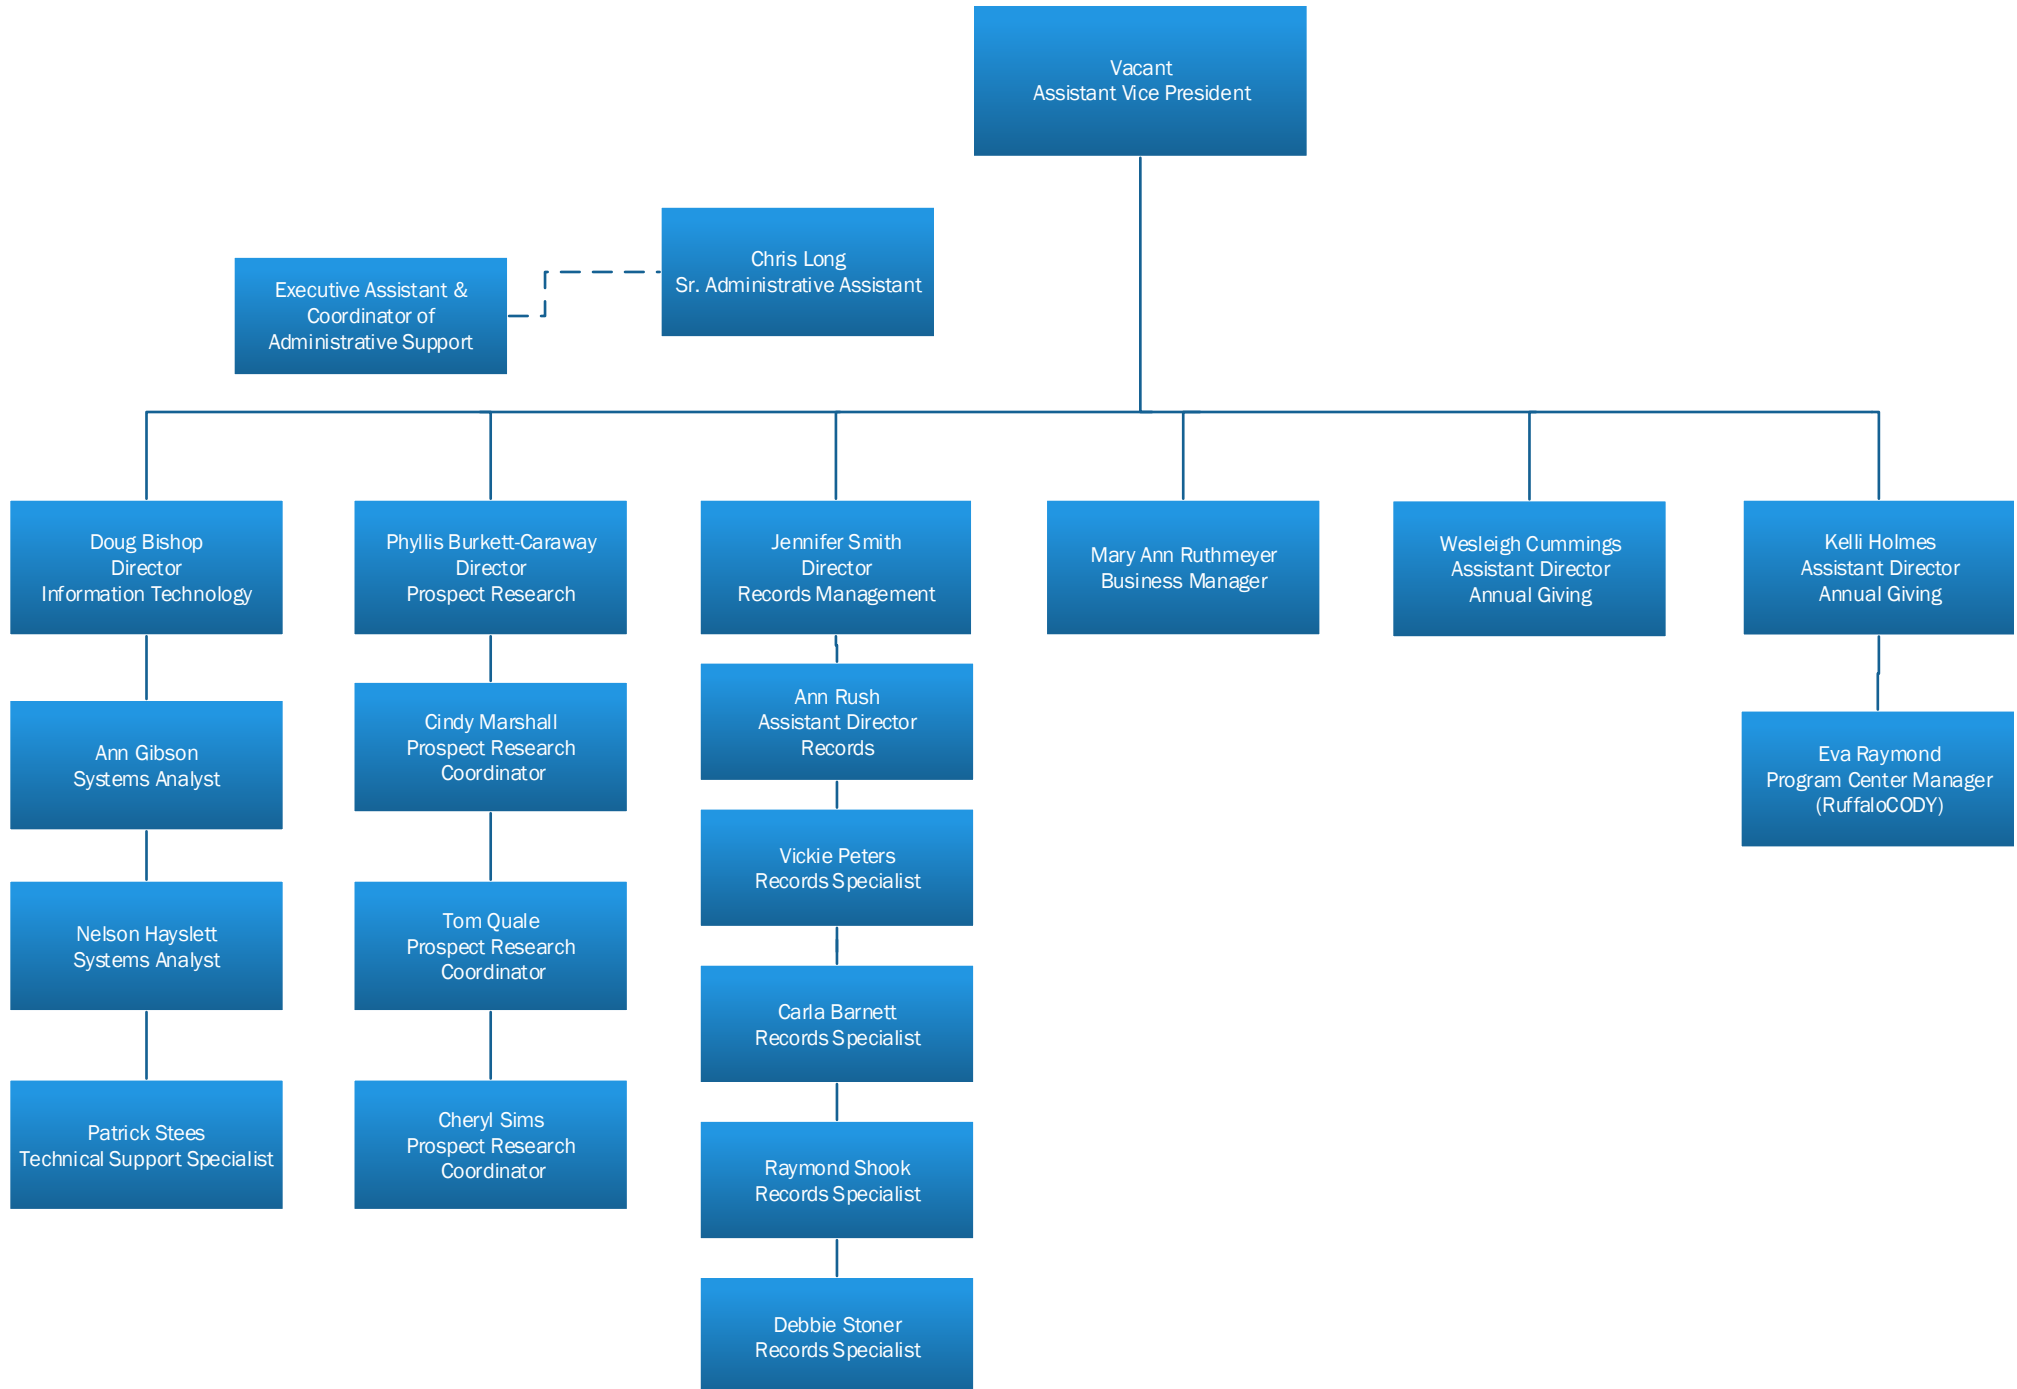 Vacant
Assistant Vice President
Chris Long
Sr. Administrative Assistant
Executive Assistant &
Coordinator of
Administrative Support
Doug Bishop
Director
Information Technology
Phyllis Burkett-Caraway
Director
Prospect Research
Jennifer Smith
Director
Records Management
Mary Ann Ruthmeyer
Business Manager
Wesleigh Cummings
Assistant Director
Annual Giving
Kelli Holmes
Assistant Director
Annual Giving
Ann Gibson
Systems Analyst
Nelson Hayslett
Systems Analyst
Patrick Stees
Technical Support Specialist
Cindy Marshall
Prospect Research
Coordinator
Tom Quale
Prospect Research
Coordinator
Cheryl Sims
Prospect Research
Coordinator
Ann Rush
Assistant Director
Records
Vickie Peters
Records Specialist
Carla Barnett
Records Specialist
Raymond Shook
Records Specialist
Debbie Stoner
Records Specialist
Eva Raymond
Program Center Manager
(RuffaloCODY)